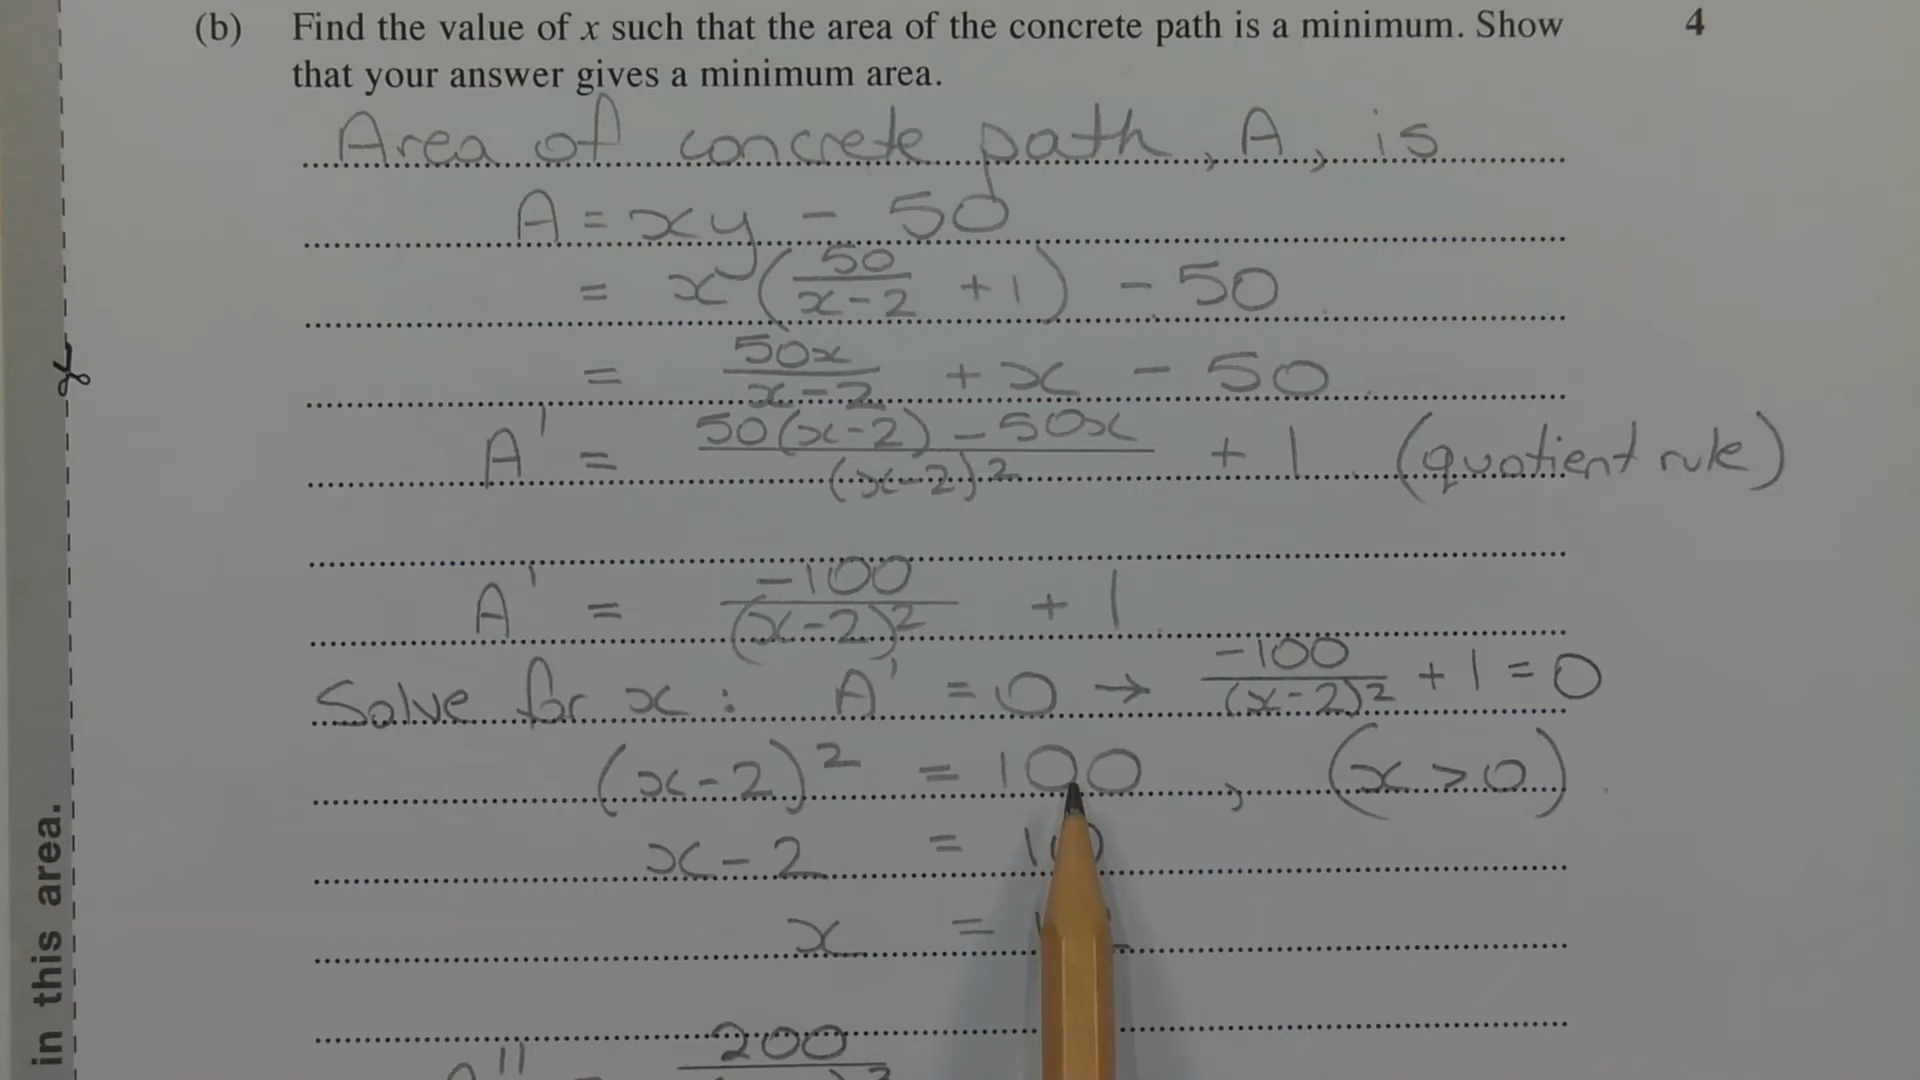 (b) Find the value of x such that the area of the concrete path is a minimum. Show 4
that your answer gives a minimum area.
Area of concrete path, A, is
A = xy - 50
= x(50/(x-2) + 1) - 50
= 50x/(x-2) + x - 50
A' = (50(x-2) - 50x)/(x-2)² + 1 (quotient rule)
A' = -100/(x-2)² + 1
Solve for x : A' = 0 → -100/(x-2)² + 1 = 0
(x-2)² = 100 , (x > 0)
x - 2 = 10
x =
A'' = 200
in this area.